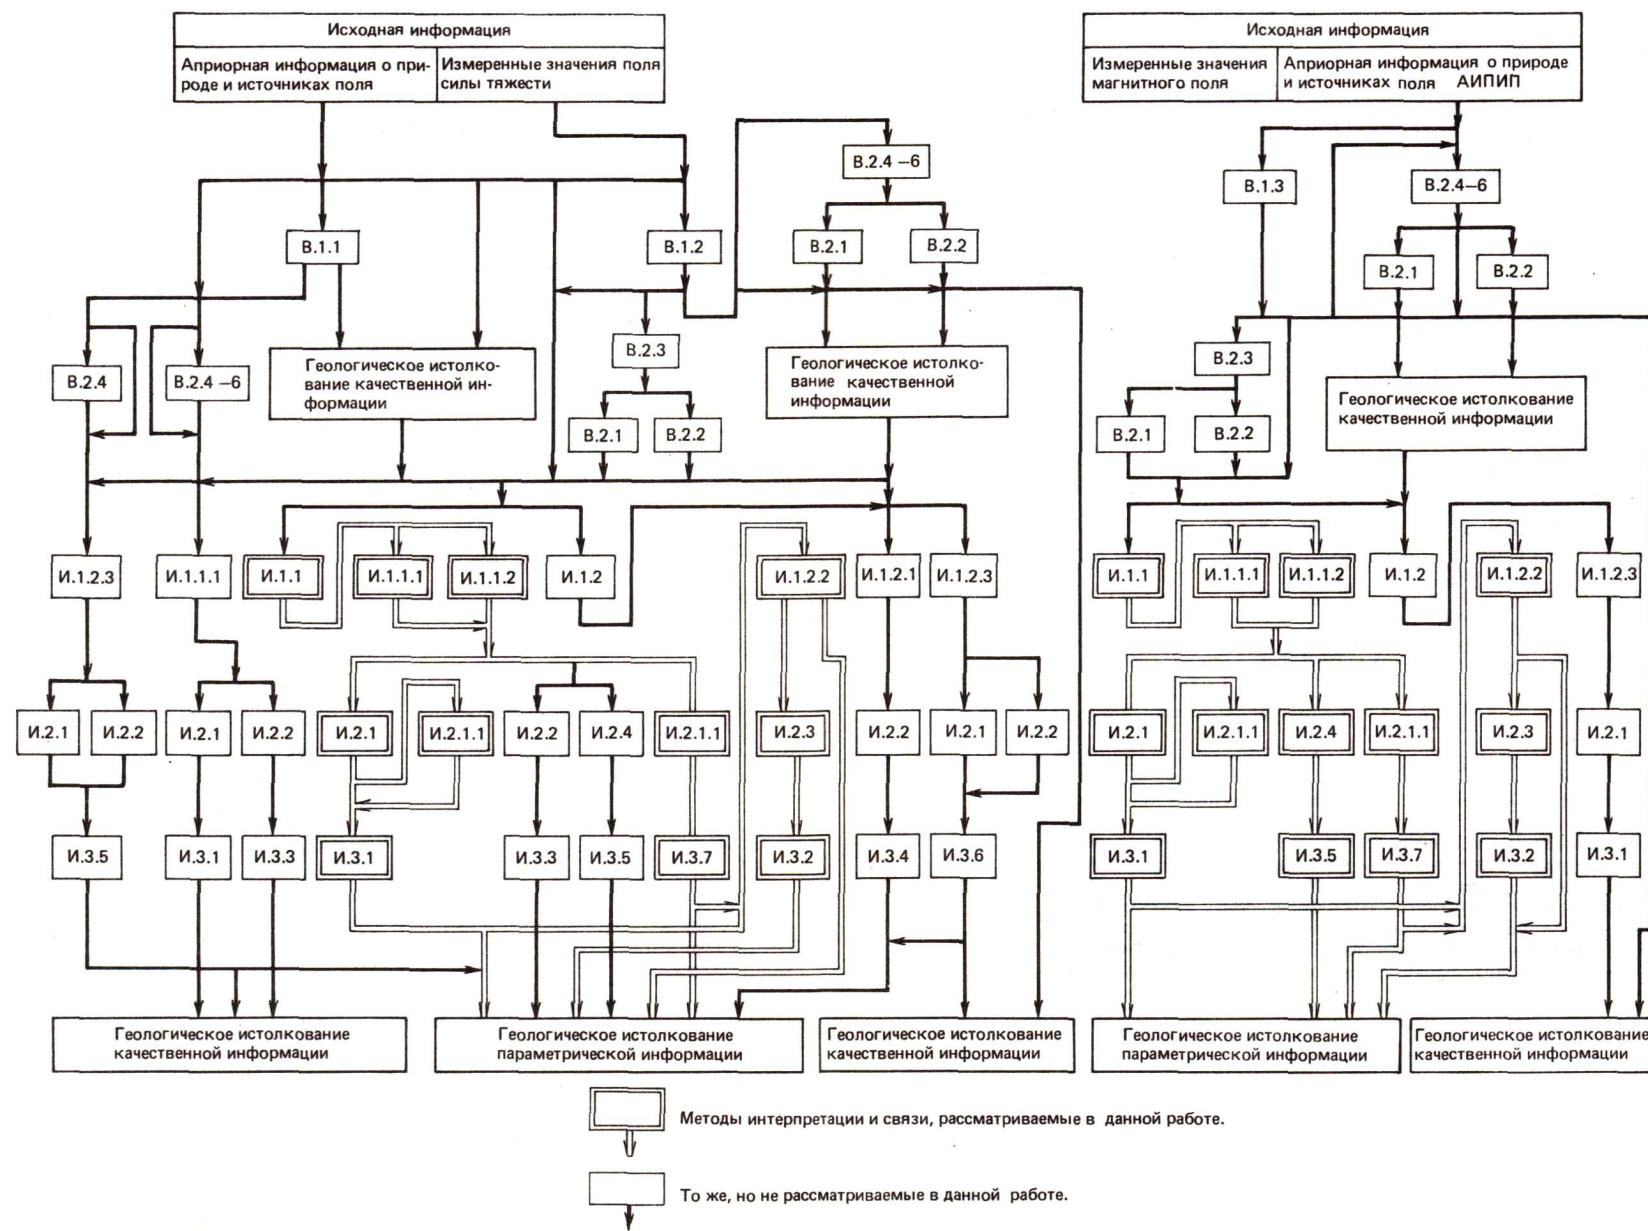 Исходная информация
Априорная информация о при-
роде и источниках поля
Измеренные значения поля
силы тяжести
Исходная информация
Измеренные значения
магнитного поля
Априорная информация о природе
и источниках поля АИПИП
В.2.4 –6
В.1.3
В.2.4–6
В.1.1
В.1.2
В.2.1
В.2.2
В.2.1
В.2.2
В.2.3
В.2.3
В.2.4
В.2.4 –6
Геологическое истолко-
вание качественной ин-
формации
Геологическое истолко-
вание качественной
информации
Геологическое истолкование
качественной информации
В.2.1
В.2.2
В.2.1
В.2.2
И.1.2.3
И.1.1.1
И.1.1
И.1.1.1
И.1.1.2
И.1.2
И.1.2.2
И.1.2.1
И.1.2.3
И.1.1
И.1.1.1
И.1.1.2
И.1.2
И.1.2.2
И.1.2.3
И.2.1
И.2.2
И.2.1
И.2.2
И.2.1
И.2.1.1
И.2.2
И.2.4
И.2.1.1
И.2.3
И.2.2
И.2.1
И.2.2
И.2.1
И.2.1.1
И.2.4
И.2.1.1
И.2.3
И.2.1
И.3.5
И.3.1
И.3.3
И.3.1
И.3.3
И.3.5
И.3.7
И.3.2
И.3.4
И.3.6
И.3.1
И.3.5
И.3.7
И.3.2
И.3.1
Геологическое истолкование
качественной информации
Геологическое истолкование
параметрической информации
Геологическое истолкование
качественной информации
Геологическое истолкование
параметрической информации
Геологическое истолкование
качественной информации
Методы интерпретации и связи, рассматриваемые в данной работе.
То же, но не рассматриваемые в данной работе.